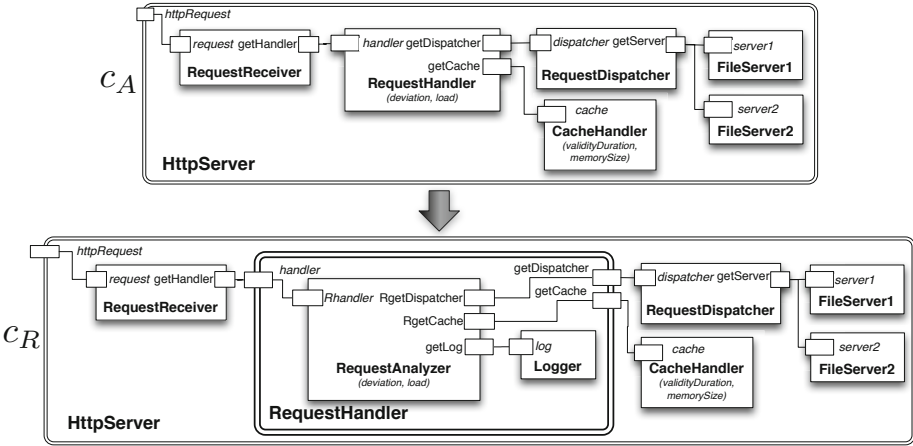 httpRequest
request getHandler
RequestReceiver
handler getDispatcher
getCache
RequestHandler
(deviation, load)
dispatcher getServer
RequestDispatcher
server1
FileServer1
server2
FileServer2
cache
CacheHandler
(validityDuration,
memorySize)
HttpServer
c_A
httpRequest
request getHandler
RequestReceiver
handler
Rhandler RgetDispatcher
RgetCache
getLog
RequestAnalyzer
(deviation, load)
log
Logger
RequestHandler
getDispatcher
getCache
dispatcher getServer
RequestDispatcher
server1
FileServer1
server2
FileServer2
cache
CacheHandler
(validityDuration,
memorySize)
HttpServer
c_R